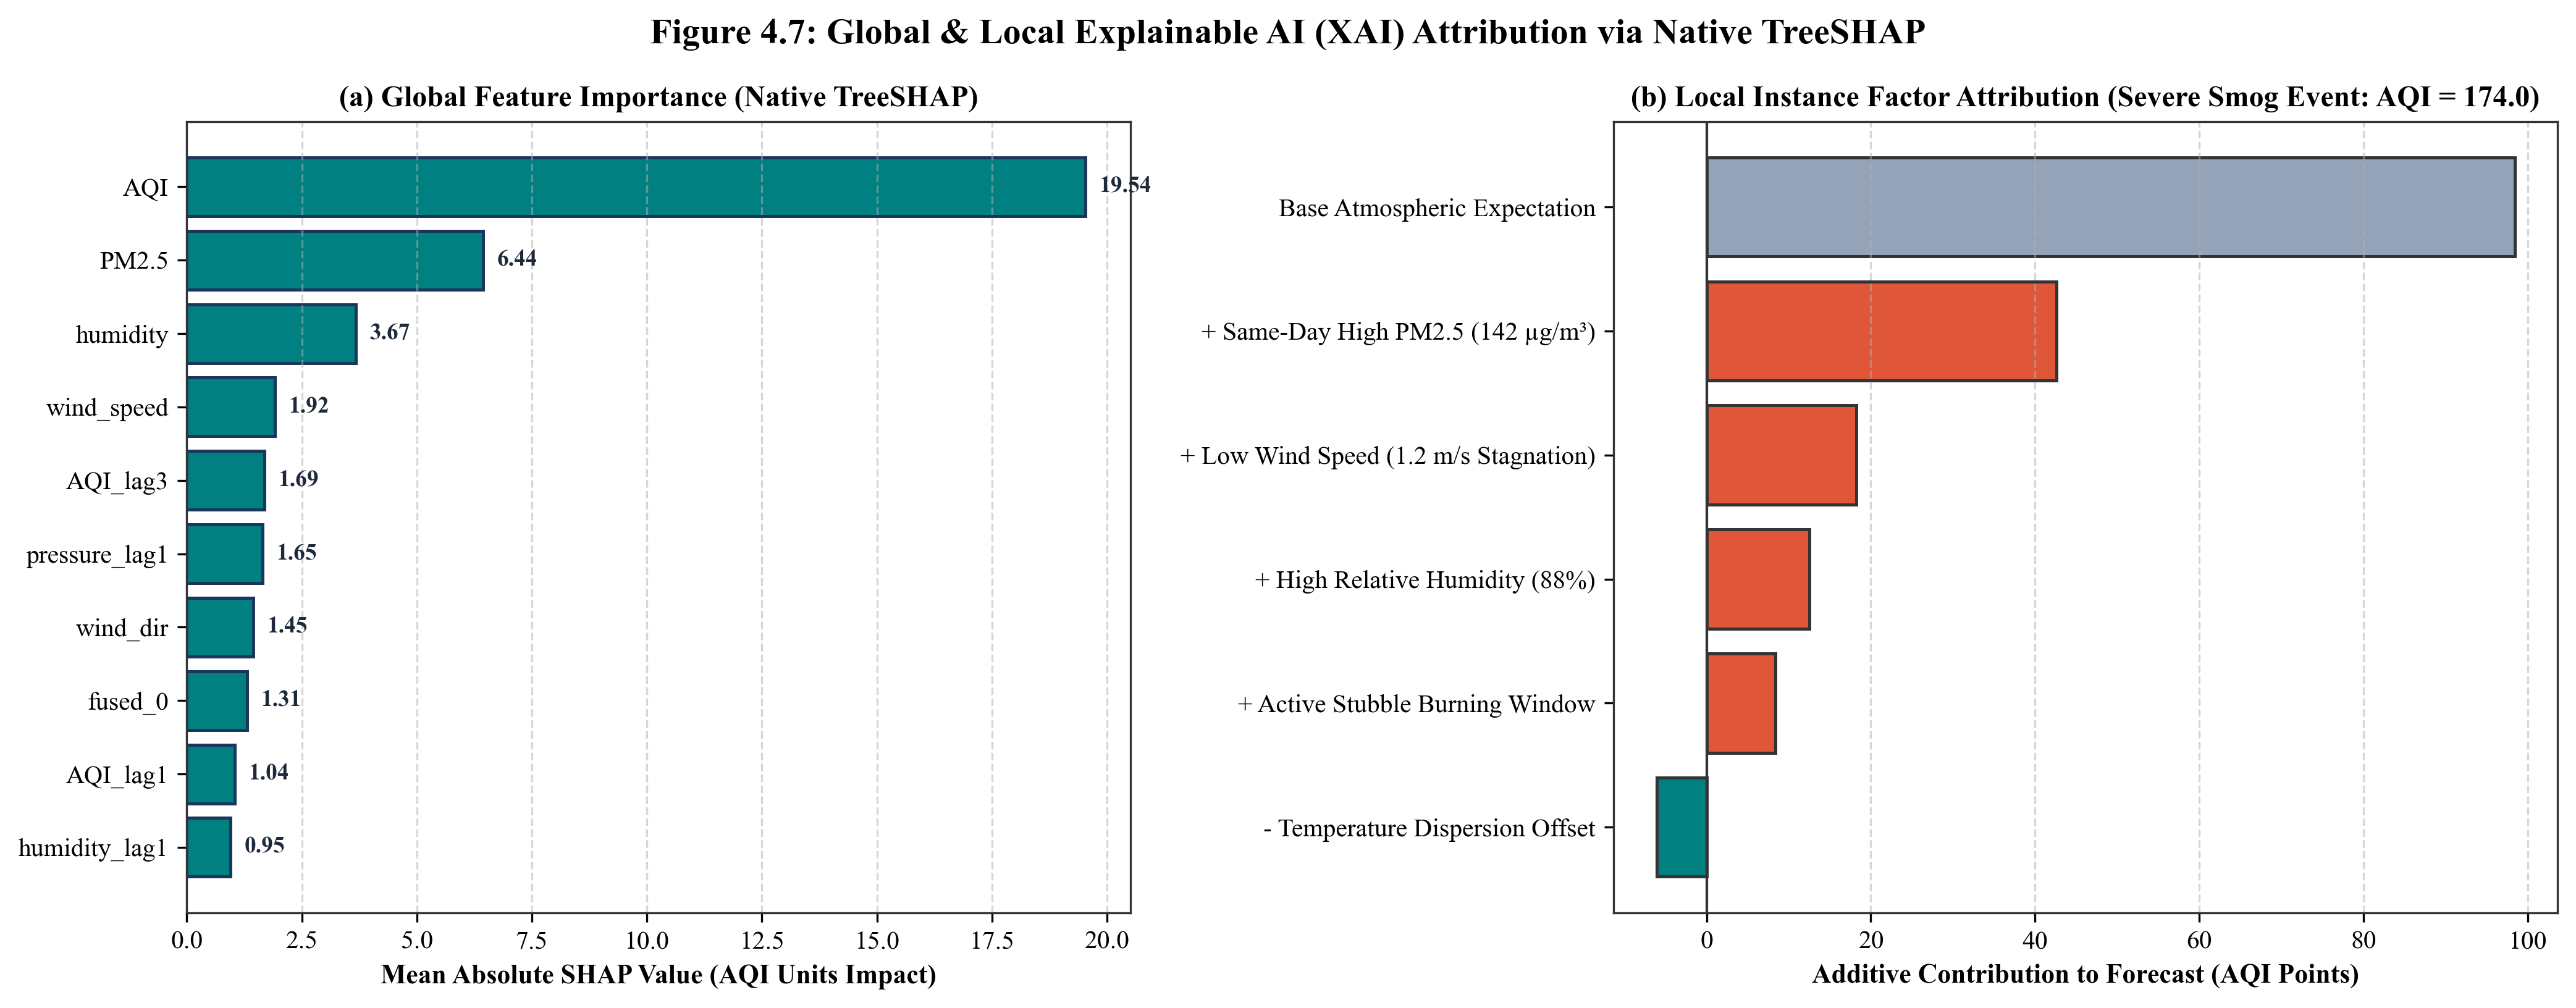 Figure 4.7: Global & Local Explainable AI (XAI) Attribution via Native TreeSHAP
(a) Global Feature Importance (Native TreeSHAP)
AQI
19.54
PM2.5
6.44
humidity
3.67
wind_speed
1.92
AQI_lag3
1.69
pressure_lag1
1.65
wind_dir
1.45
fused_0
1.31
AQI_lag1
1.04
humidity_lag1
0.95
0.0 2.5 5.0 7.5 10.0 12.5 15.0 17.5 20.0
Mean Absolute SHAP Value (AQI Units Impact)
(b) Local Instance Factor Attribution (Severe Smog Event: AQI = 174.0)
Base Atmospheric Expectation
+ Same-Day High PM2.5 (142 µg/m³)
+ Low Wind Speed (1.2 m/s Stagnation)
+ High Relative Humidity (88%)
+ Active Stubble Burning Window
- Temperature Dispersion Offset
0 20 40 60 80 100
Additive Contribution to Forecast (AQI Points)